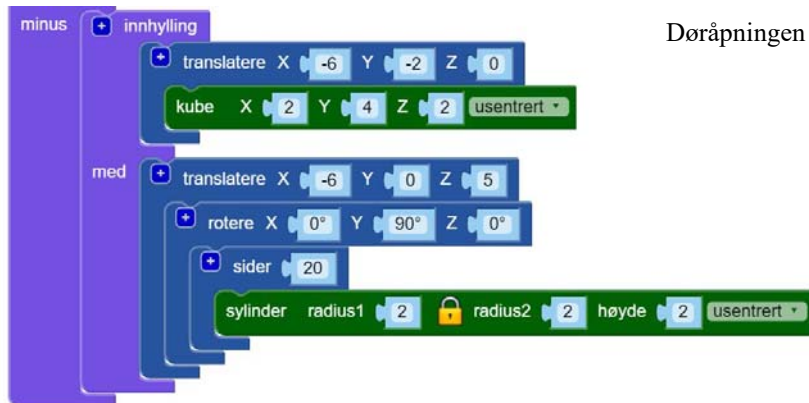 minus + innhylling
Døråpningen
+ translatere X -6 Y -2 Z 0
kube X 2 Y 4 Z 2 usentrert
med + translatere X -6 Y 0 Z 5
+ rotere X 0° Y 90° Z 0°
+ sider 20
sylinder radius1 2 radius2 2 høyde 2 usentrert